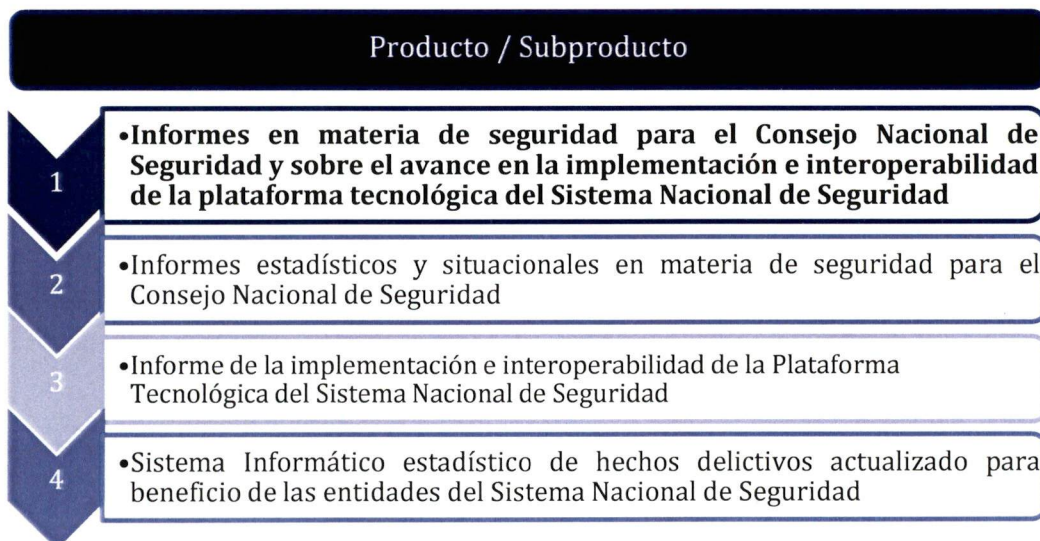 Producto / Subproducto
1
•Informes en materia de seguridad para el Consejo Nacional de
Seguridad y sobre el avance en la implementación e interoperabilidad
de la plataforma tecnológica del Sistema Nacional de Seguridad
2
•Informes estadísticos y situacionales en materia de seguridad para el
Consejo Nacional de Seguridad
3
•Informe de la implementación e interoperabilidad de la Plataforma
Tecnológica del Sistema Nacional de Seguridad
4
•Sistema Informático estadístico de hechos delictivos actualizado para
beneficio de las entidades del Sistema Nacional de Seguridad